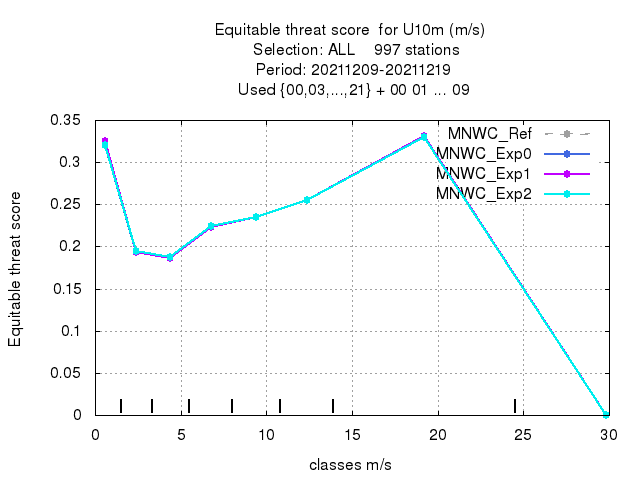 Equitable threat score  for U10m (m/s)
Selection: ALL    997 stations
Period: 20211209-20211219
Used {00,03,...,21} + 00 01 ... 09
Equitable threat score
0.35
0.3
0.25
0.2
0.15
0.1
0.05
0
MNWC_Ref
MNWC_Exp0
MNWC_Exp1
MNWC_Exp2
0 5 10 15 20 25 30
classes m/s